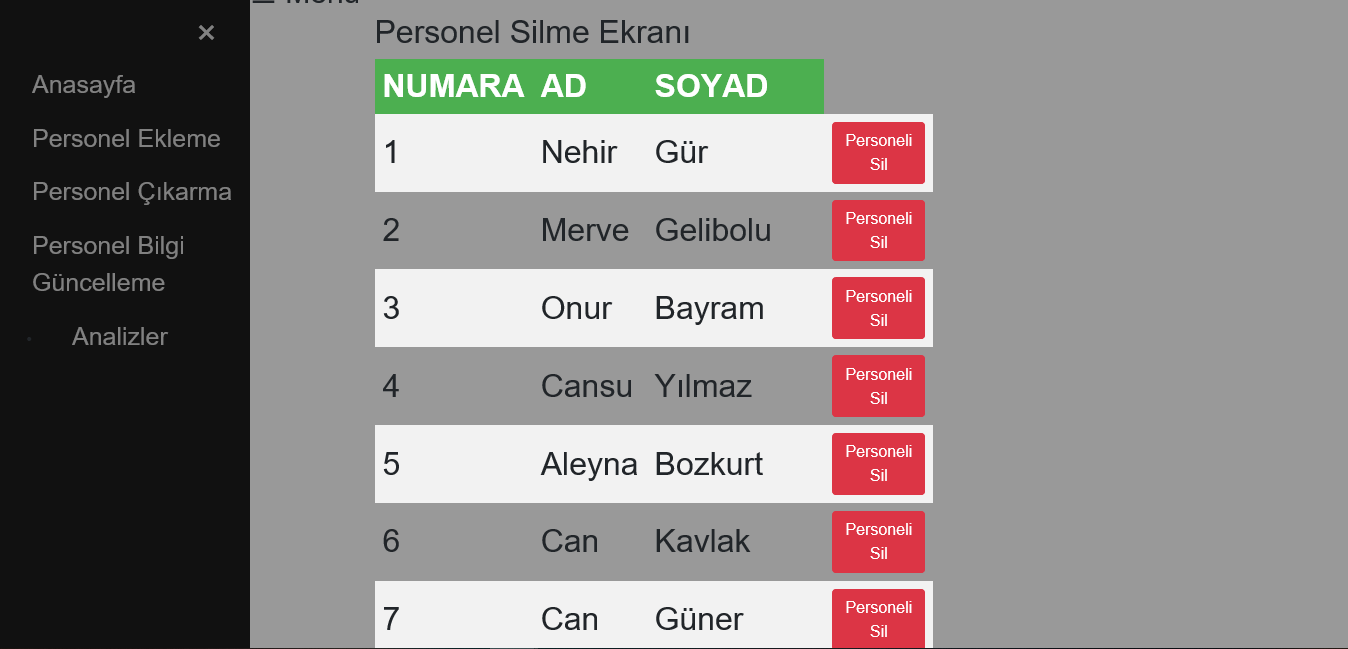 ☰ Menü
×
Anasayfa
Personel Ekleme
Personel Çıkarma
Personel Bilgi
Güncelleme
Analizler
Personel Silme Ekranı
NUMARA AD SOYAD
1 Nehir Gür Personeli
Sil
2 Merve Gelibolu Personeli
Sil
3 Onur Bayram Personeli
Sil
4 Cansu Yılmaz Personeli
Sil
5 Aleyna Bozkurt Personeli
Sil
6 Can Kavlak Personeli
Sil
7 Can Güner Personeli
Sil